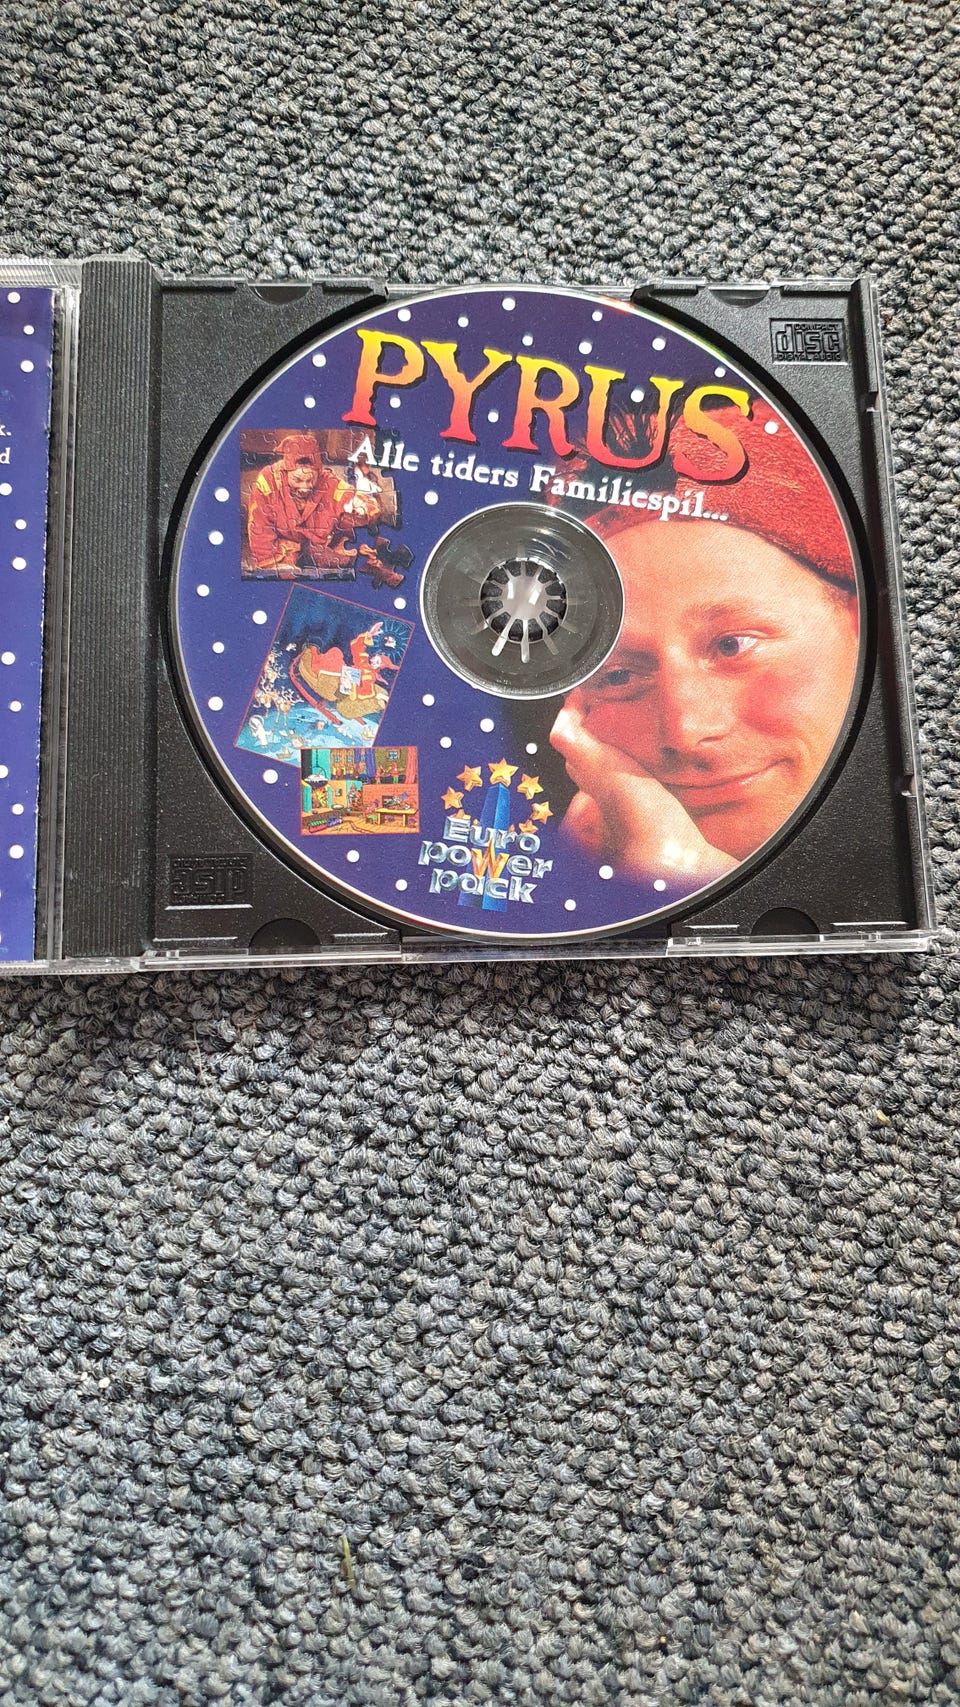 PYRUS
Alle tiders Familiespil...
k.
d
COMPACT
disc
DIGITAL AUDIO
Euro
power
pack